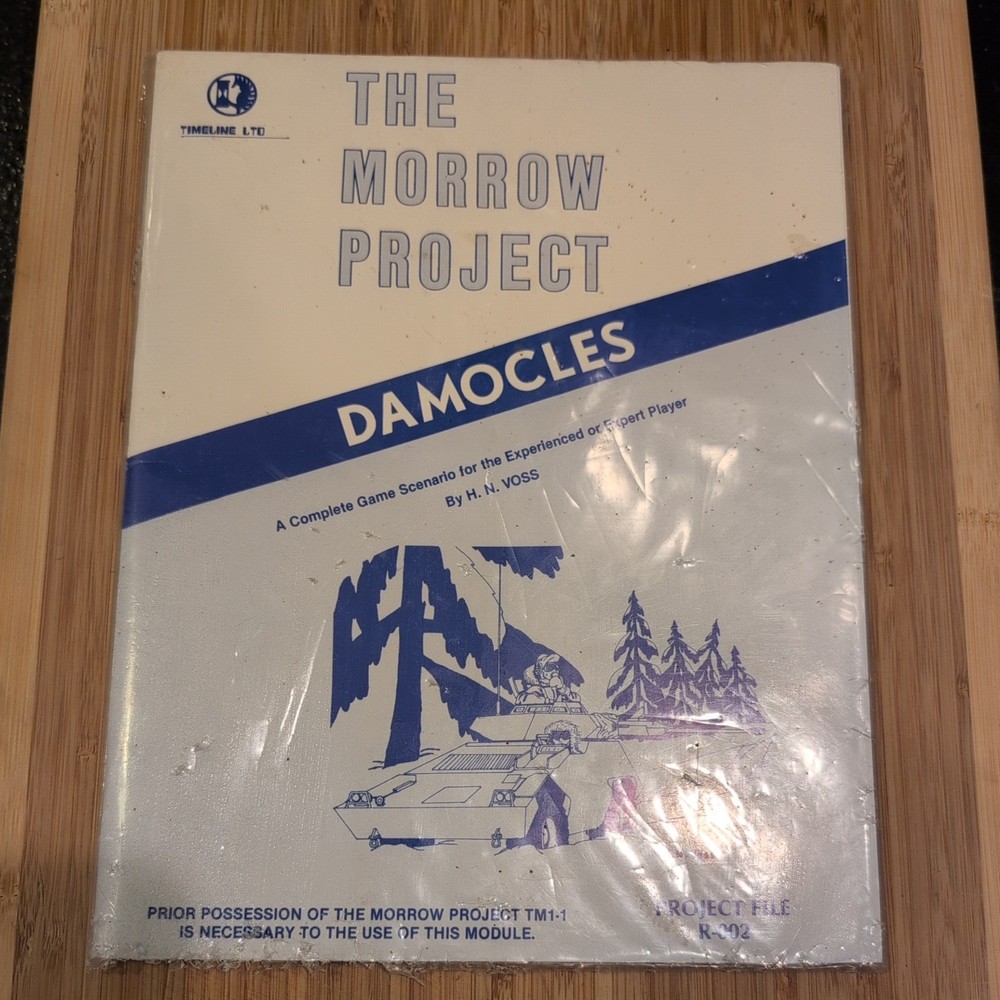 TIMELINE LTD
THE
MORROW
PROJECT
DAMOCLES
A Complete Game Scenario for the Experienced or Expert Player
By H. N. VOSS
PRIOR POSSESSION OF THE MORROW PROJECT TM1-1
IS NECESSARY TO THE USE OF THIS MODULE.
PROJECT FILE
R-002